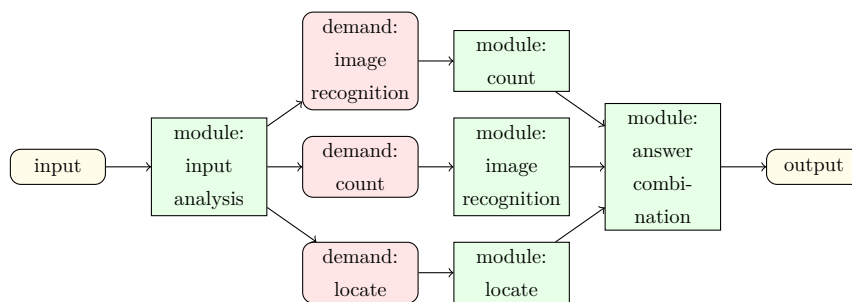 input
module:
input
analysis
demand:
image
recognition
demand:
count
demand:
locate
module:
count
module:
image
recognition
module:
locate
module:
answer
combi-
nation
output